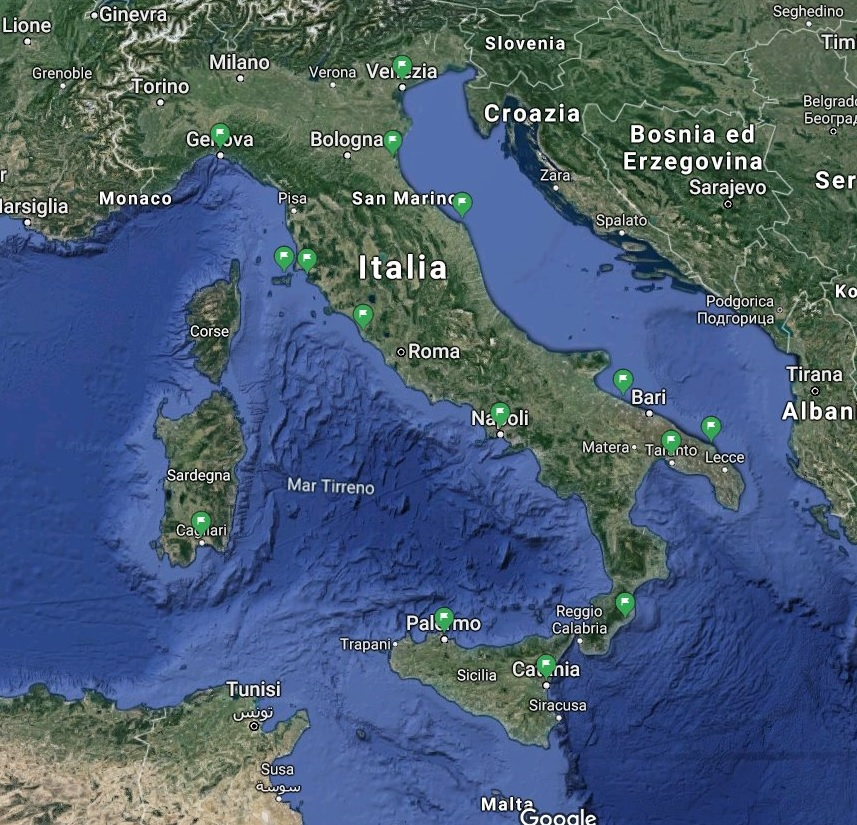 Lione
Ginevra
Seghedino
Slovenia
Tim
Grenoble
Milano
Verona
Venezia
Torino
Croazia
Belgrado
Београд
Genova
Bologna
Bosnia ed
Erzegovina
Zara
Sarajevo
Ser
r
Marsiglia
Monaco
Pisa
San Marino
Spalato
Italia
Ko
Podgorica
Подгорица
Corse
Roma
Tirana
Alban
Bari
Napoli
Matera
Taranto
Lecce
Sardegna
Mar Tirreno
Cagliari
Reggio
Calabria
Palermo
Trapani
Sicilia
Catania
Siracusa
Tunisi
تونس
Susa
سوسة
Malta
Google